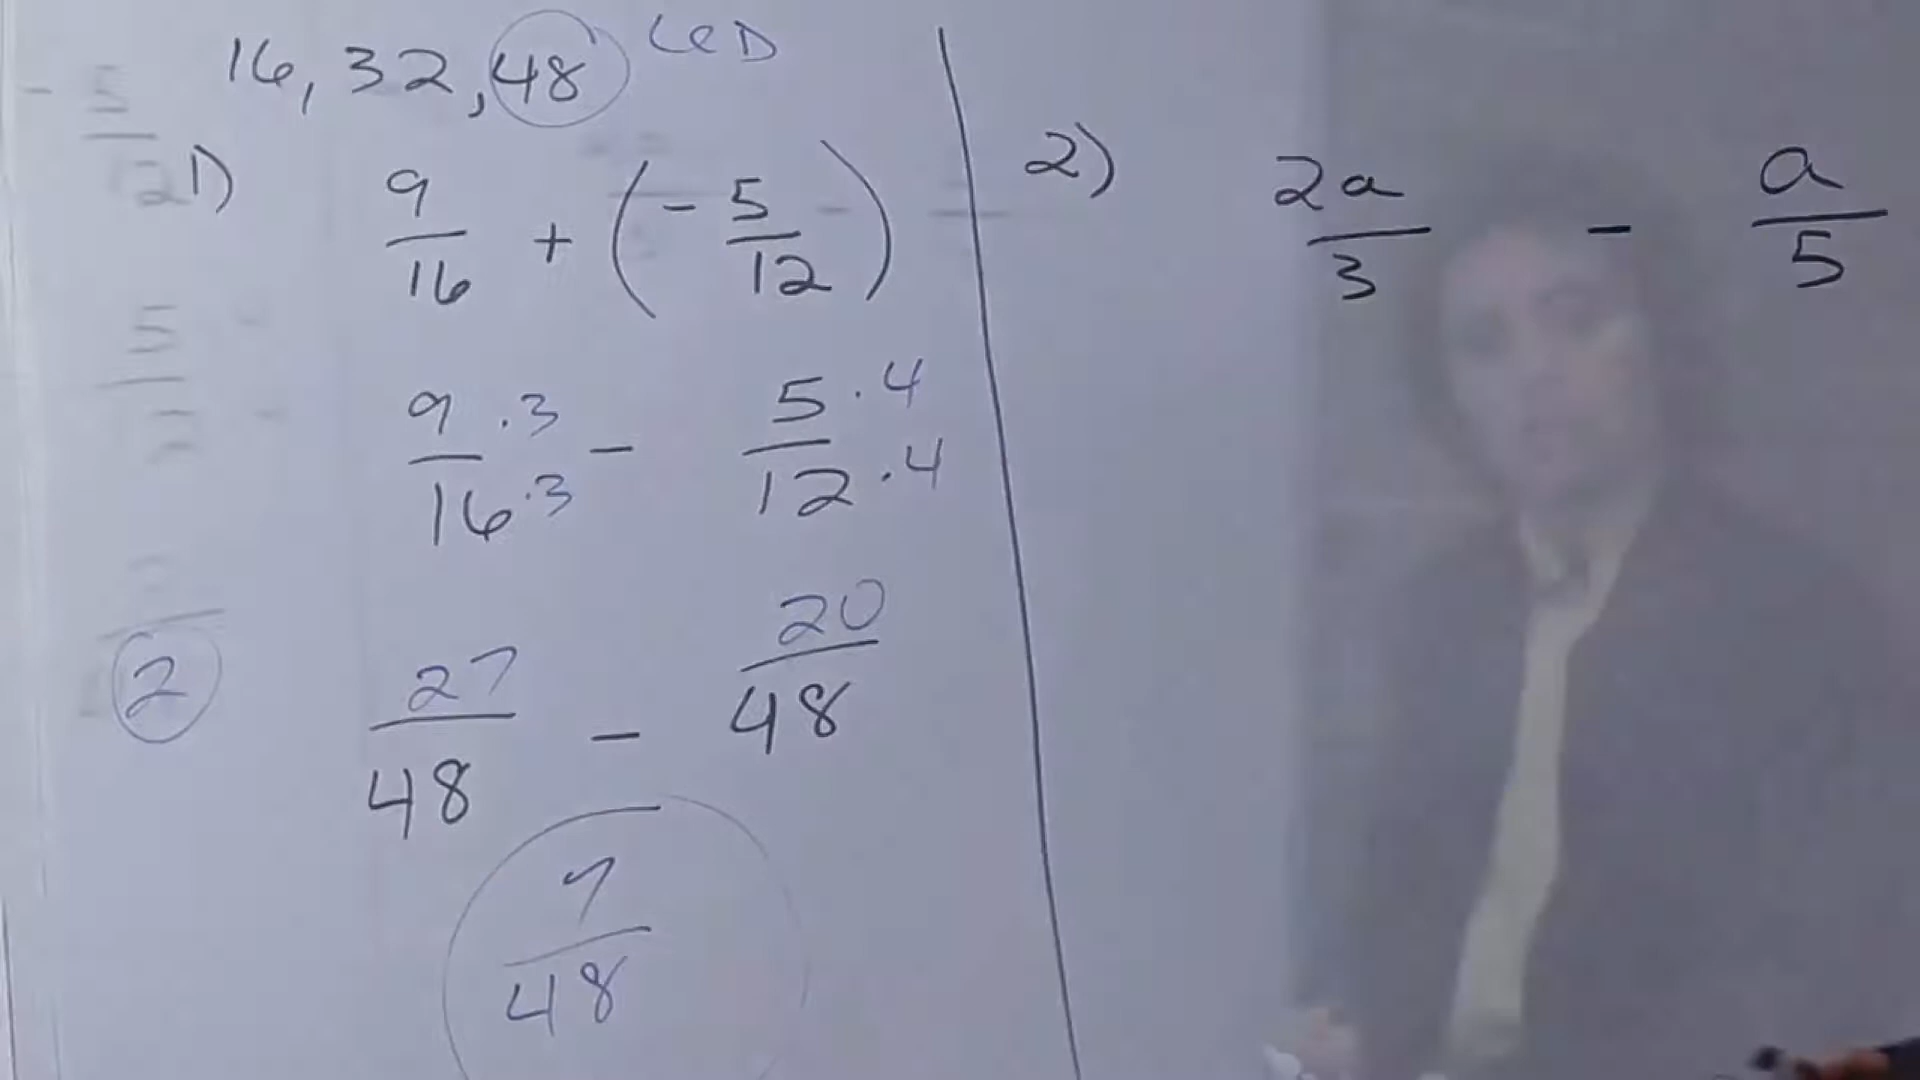 16, 32, 48 LCD
1) 9/16 + (- 5/12)
9·3/16·3 - 5·4/12·4
2
27/48 - 20/48
7/48
2) 2a/3 - a/5